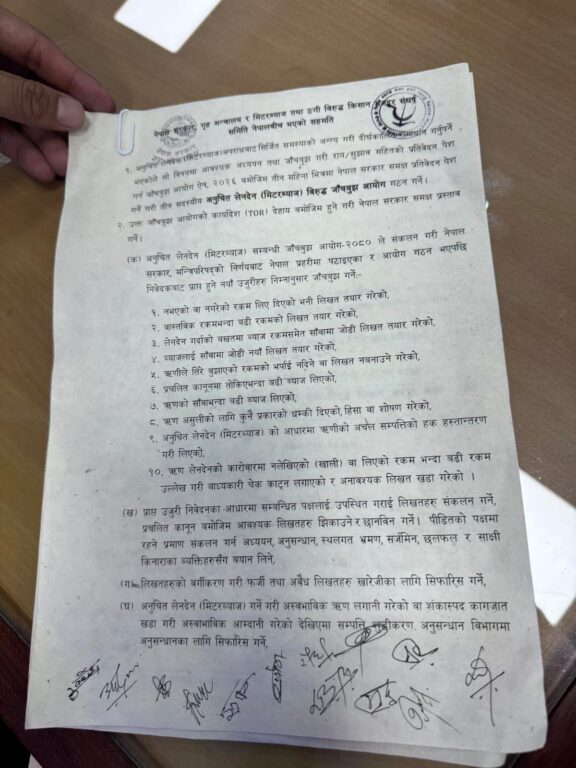 नेपाल सरकार, गृह मन्त्रालय र मिटरब्याज तथा ठगी विरुद्ध किसान मजदुर संघर्ष
समिति नेपालबीच भएको सहमति
१. अनुचित लेनदेन (मिटरब्याज) अपराधबाट सिर्जित समस्याको अन्त्य गरी दीर्घकालिन समाधान गर्नुपर्ने
भएकोले सो विषयमा आवश्यक अध्ययन तथा जाँचबुझ गरी राय/सुझाव सहितको प्रतिवेदन पेश
गर्न जाँचबुझ आयोग ऐन, २०२६ बमोजिम तीन महिना भित्रमा नेपाल सरकार समक्ष प्रतिवेदन पेश
गर्ने गरी तीन सदस्यीय अनुचित लेनदेन (मिटरब्याज) विरुद्ध जाँचबुझ आयोग गठन गर्ने।
२. उक्त जाँचबुझ आयोगको कार्यादेश (TOR) देहाय बमोजिम हुने गरी नेपाल सरकार समक्ष प्रस्ताव
गर्ने।
(क) अनुचित लेनदेन (मिटरब्याज) सम्बन्धी जाँचबुझ आयोग-२०८० ले संकलन गरी नेपाल
सरकार, मन्त्रिपरिषद्को निर्णयबाट नेपाल प्रहरीमा पठाइएका र आयोग गठन भएपछि
निवेदकबाट प्राप्त हुने नयाँ उजुरीहरु निम्नानुसार जाँचबुझ गर्ने:-
१. नभएको वा नगरेको रकम लिए दिएको भनी लिखत तयार गरेको,
२. वास्तविक रकमभन्दा बढी रकमको लिखत तयार गरेको,
३. लेनदेन गर्दाको बखतमा ब्याज रकमसमेत साँवामा जोडी लिखत तयार गरेको,
४. ब्याजलाई साँवामा जोडी नयाँ लिखत तयार गरेको,
५. ऋणीले तिरे बुझाएको रकमको भर्पाई नदिने वा लिखत नबनाउने गरेको,
६. प्रचलित कानूनमा तोकिएभन्दा बढी ब्याज लिएको,
७. ऋणको साँवाभन्दा बढी ब्याज लिएको,
८. ऋण असुलीको लागि कुनै प्रकारको धम्की दिएको, हिंसा वा शोषण गरेको,
९. अनुचित लेनदेन (मिटरब्याज) को आधारमा ऋणीको अचल सम्पत्तिको हक हस्तान्तरण
गरी लिएको,
१०. ऋण लेनदेनको कारोबारमा नलेखिएको (खाली) वा लिएको रकम भन्दा बढी रकम
उल्लेख गरी बाध्यकारी चेक काट्न लगाएको र अनावश्यक लिखत खडा गरेको ।
(ख) प्राप्त उजुरी निवेदनका आधारमा सम्बन्धित पक्षलाई उपस्थित गराई लिखतहरु संकलन गर्ने,
प्रचलित कानून बमोजिम आवश्यक लिखतहरु झिकाउने र छानविन गर्ने । पीडितको पक्षमा
रहने प्रमाण संकलन गर्न अध्ययन, अनुसन्धान, स्थलगत भ्रमण, सर्जमिन, छलफल र साक्षी
किनाराका व्यक्तिहरुसँग बयान लिने,
(ग) लिखतहरुको वर्गीकरण गरी फर्जी तथा अवैध लिखतहरु खारेजीका लागि सिफारिस गर्ने,
(घ) अनुचित लेनदेन (मिटरब्याज) गर्ने गरी अस्वभाविक ऋण लगानी गरेको वा शंकास्पद कागजात
खडा गरी अस्वाभाविक आम्दानी गरेको देखिएमा सम्पत्ति शुद्धीकरण अनुसन्धान विभागमा
अनुसन्धानका लागि सिफारिस गर्ने,